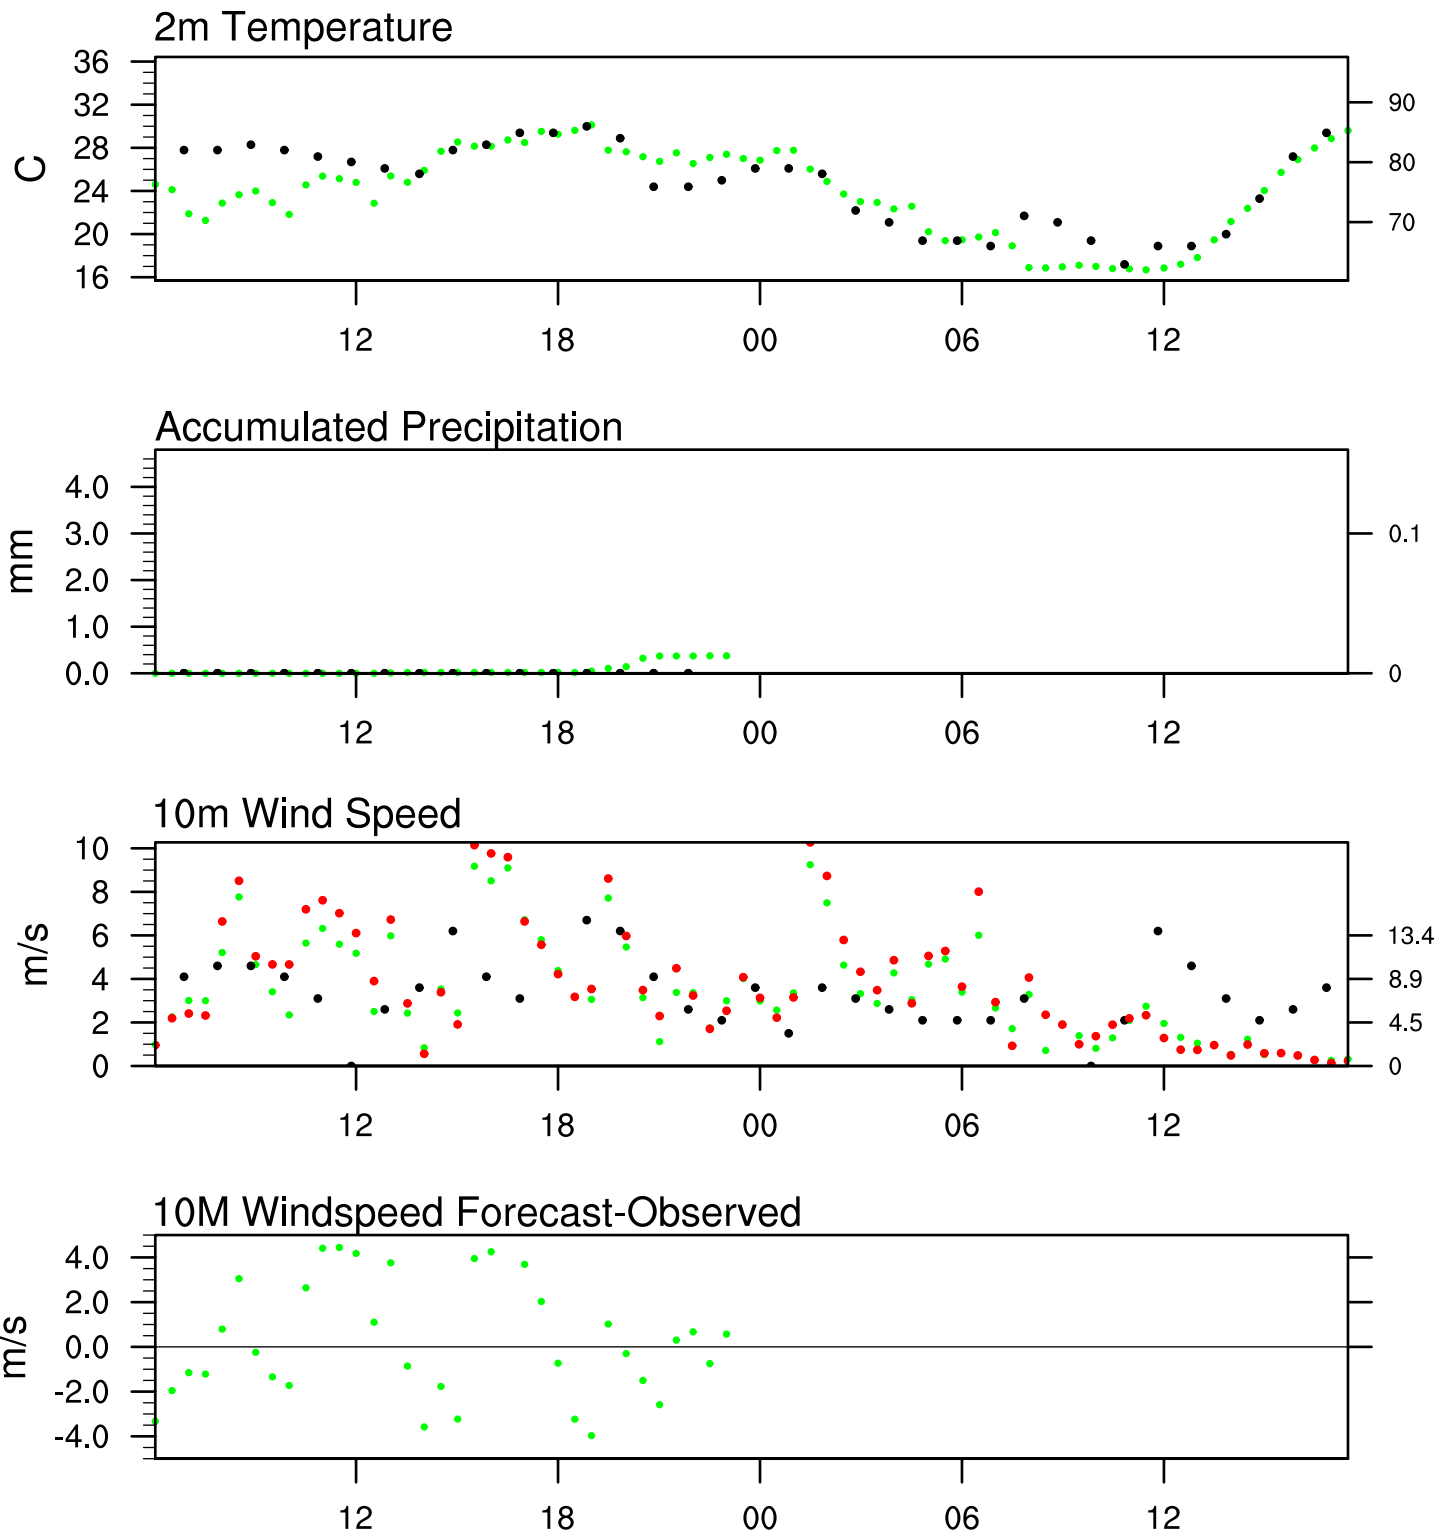 2m Temperature
36
32
28
24
20
16
C
90
80
70
12 18 00 06 12
Accumulated Precipitation
4.0
3.0
2.0
1.0
0.0
mm
0.1
0
12 18 00 06 12
10m Wind Speed
10
8
6
4
2
0
m/s
13.4
8.9
4.5
0
12 18 00 06 12
10M Windspeed Forecast-Observed
4.0
2.0
0.0
-2.0
-4.0
m/s
12 18 00 06 12